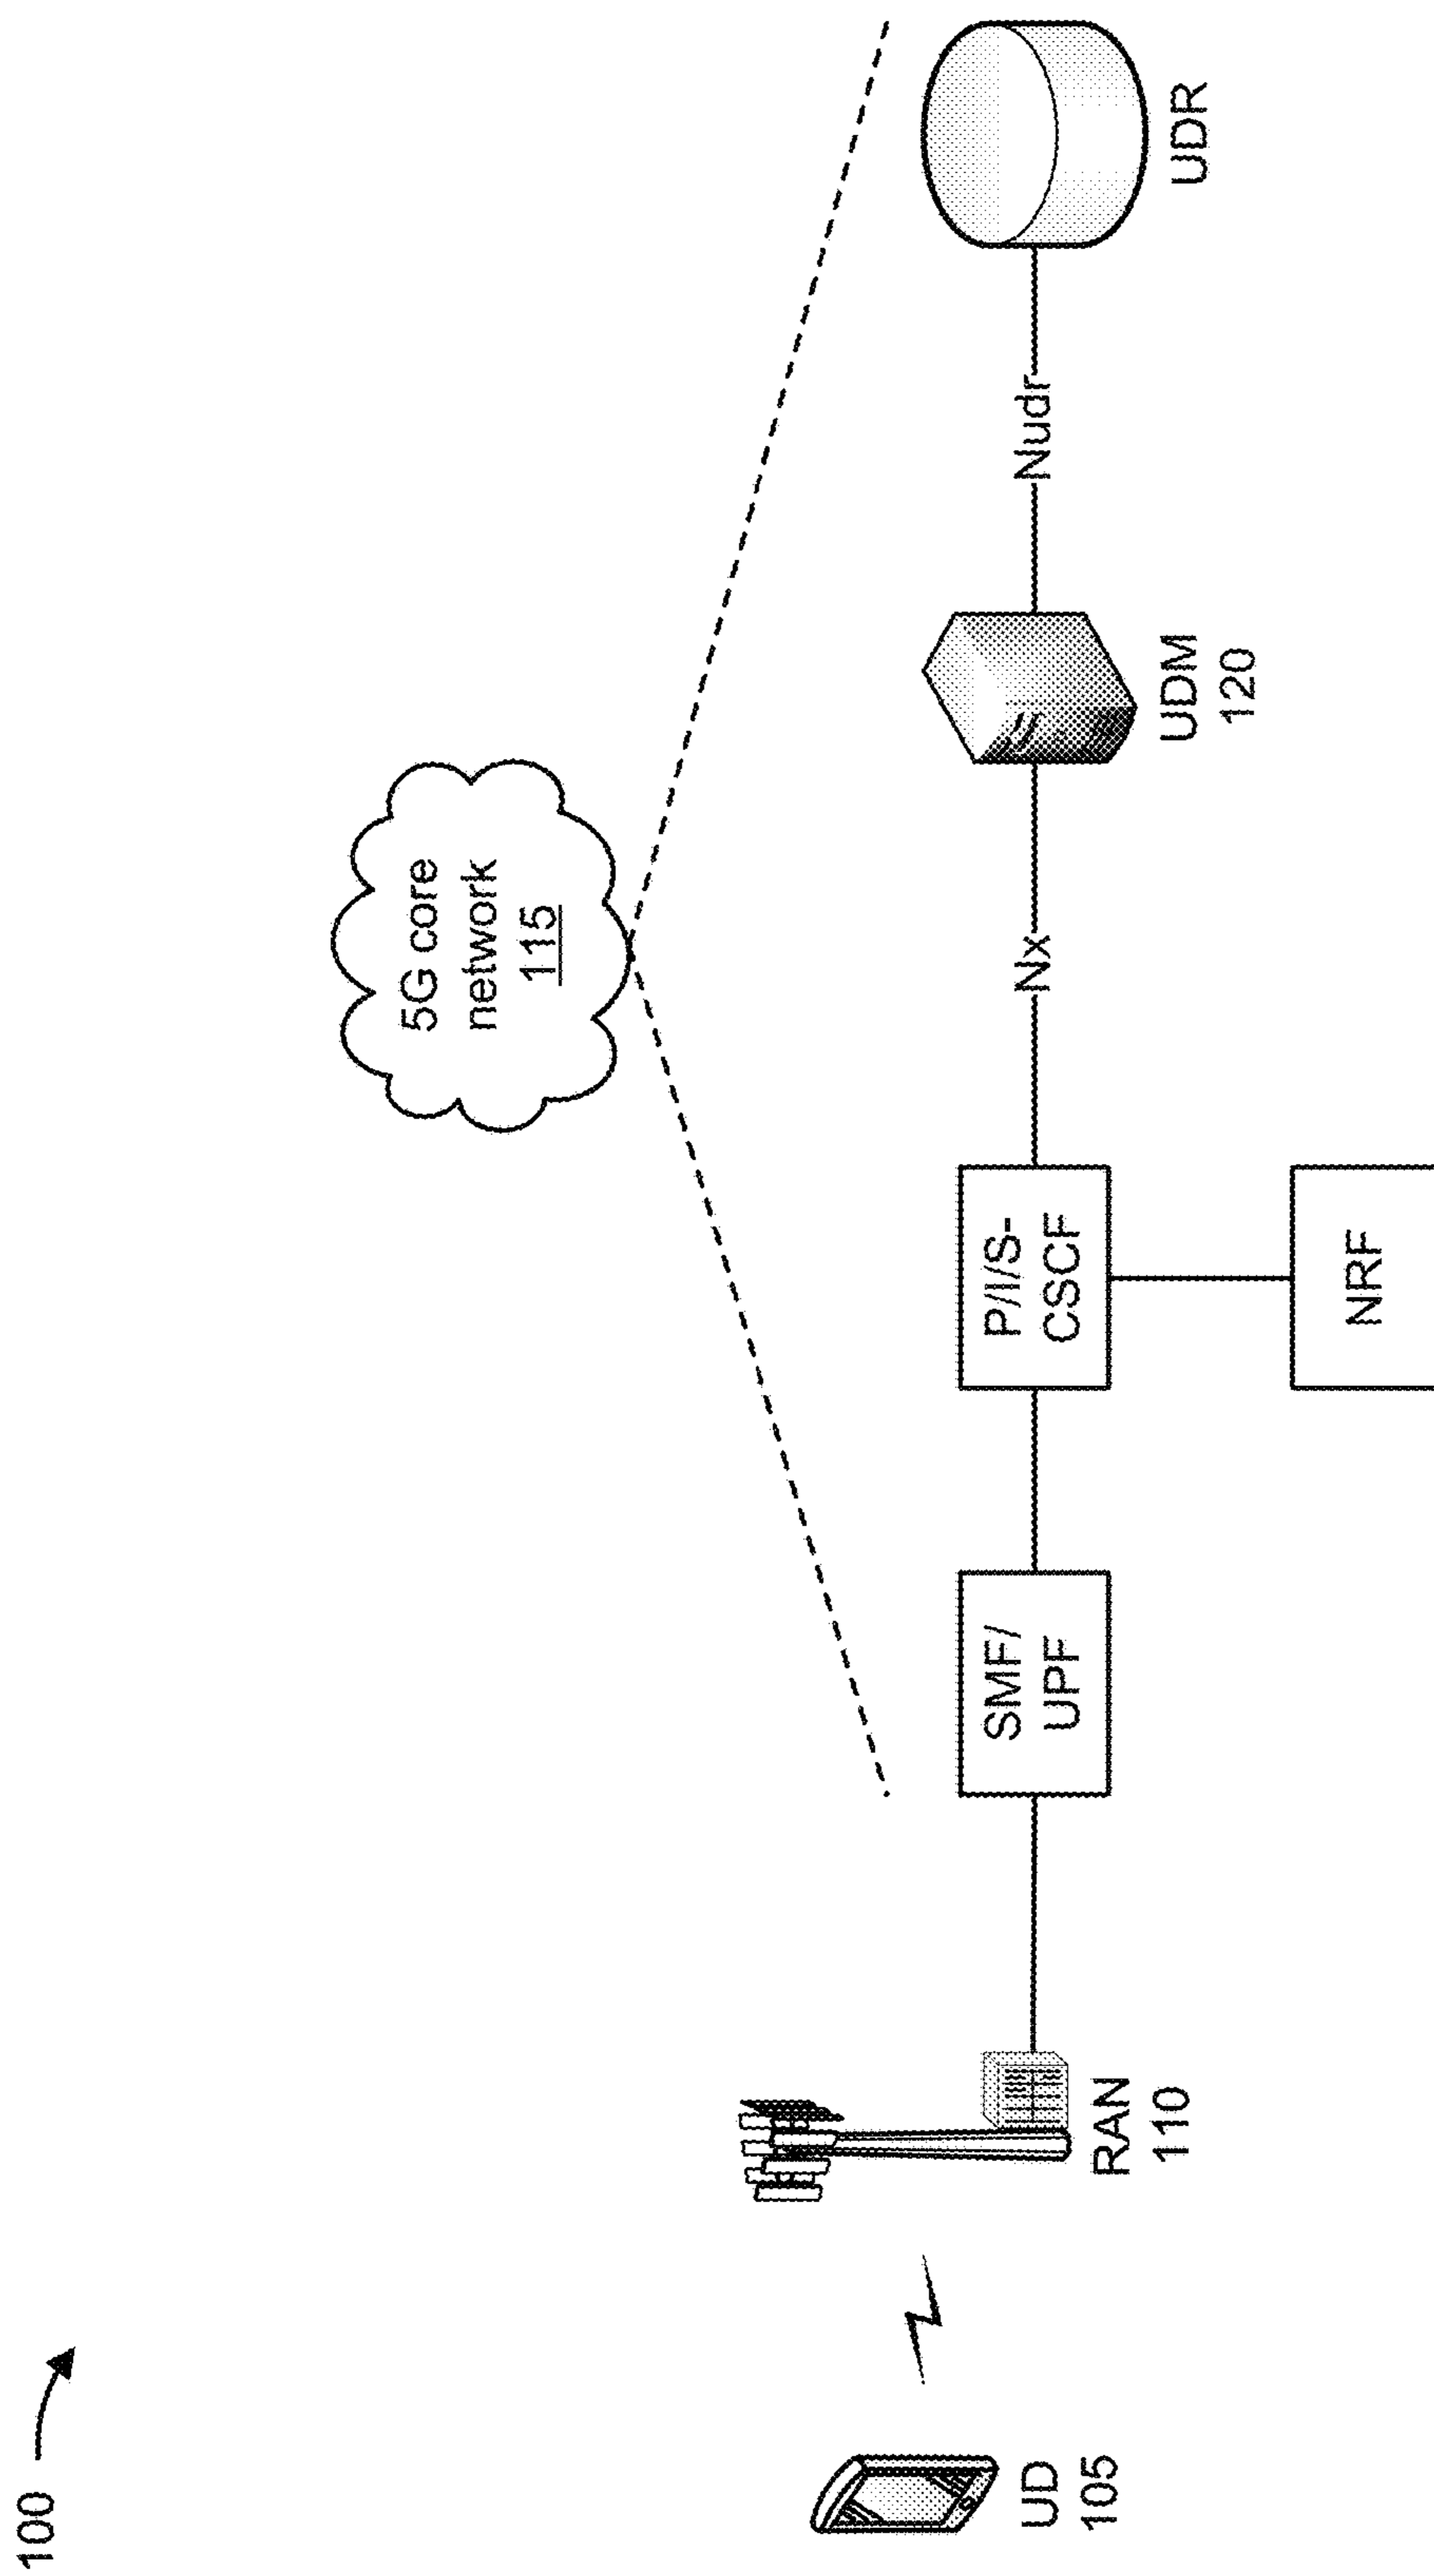 100
5G core
network
115
UD
105
RAN
110
SMF/
UPF
P/I/S-
CSCF
Nx
UDM
120
Nudr
UDR
NRF